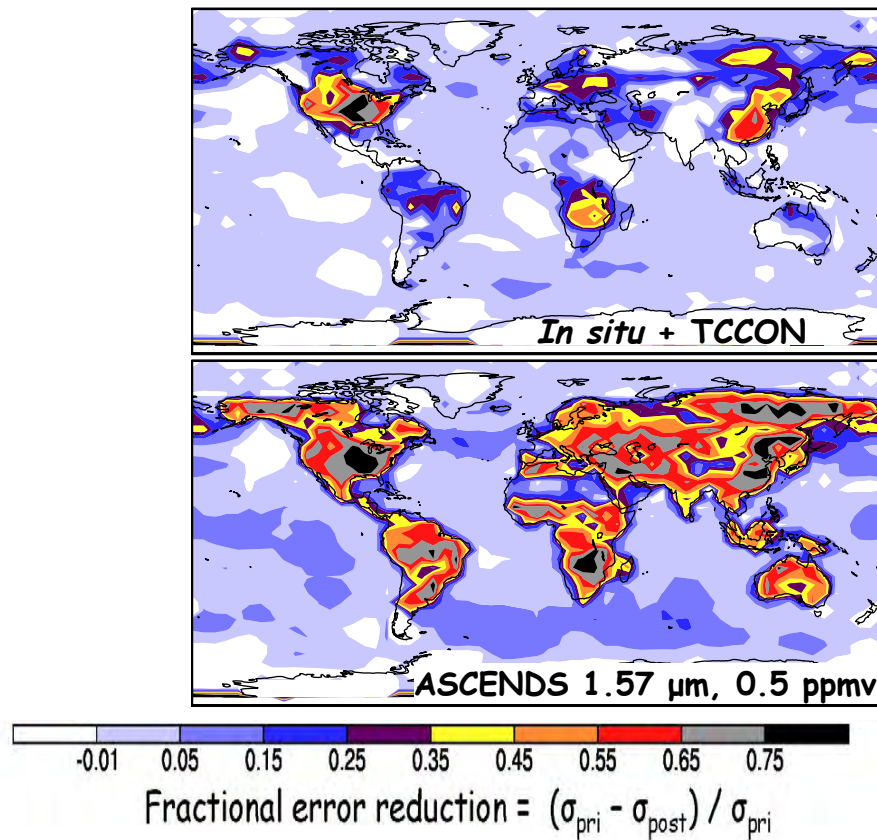 In situ + TCCON
ASCENDS 1.57 µm, 0.5 ppmv
-0.01 0.05 0.15 0.25 0.35 0.45 0.55 0.65 0.75
Fractional error reduction = (σpri - σpost) / σpri